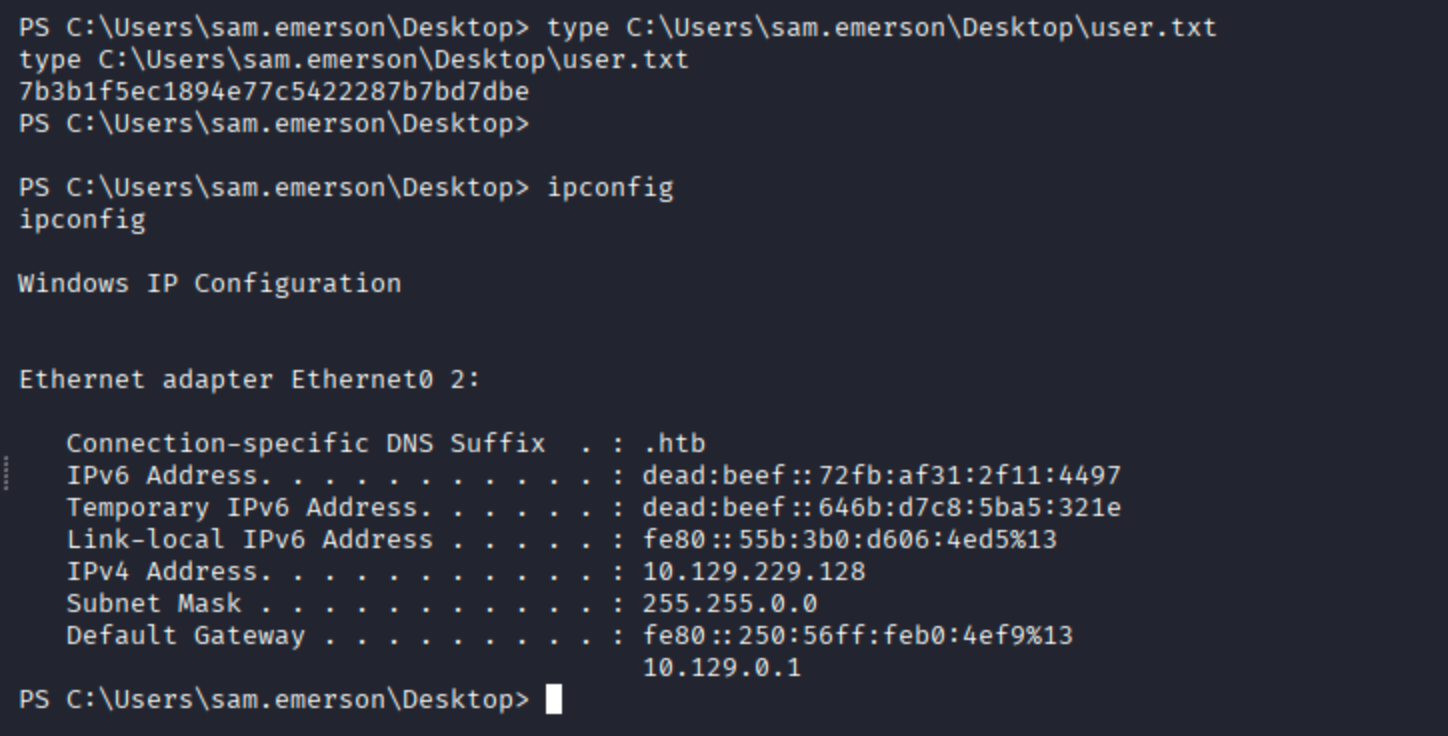 PS C:\Users\sam.emerson\Desktop> type C:\Users\sam.emerson\Desktop\user.txt
type C:\Users\sam.emerson\Desktop\user.txt
7b3b1f5ec1894e77c5422287b7bd7dbe
PS C:\Users\sam.emerson\Desktop>
PS C:\Users\sam.emerson\Desktop> ipconfig
ipconfig
Windows IP Configuration
Ethernet adapter Ethernet0 2:
   Connection-specific DNS Suffix  . : .htb
   IPv6 Address. . . . . . . . . . . : dead:beef::72fb:af31:2f11:4497
   Temporary IPv6 Address. . . . . . : dead:beef::646b:d7c8:5ba5:321e
   Link-local IPv6 Address . . . . . : fe80::55b:3b0:d606:4ed5%13
   IPv4 Address. . . . . . . . . . . : 10.129.229.128
   Subnet Mask . . . . . . . . . . . : 255.255.0.0
   Default Gateway . . . . . . . . . : fe80::250:56ff:feb0:4ef9%13
                                       10.129.0.1
PS C:\Users\sam.emerson\Desktop>